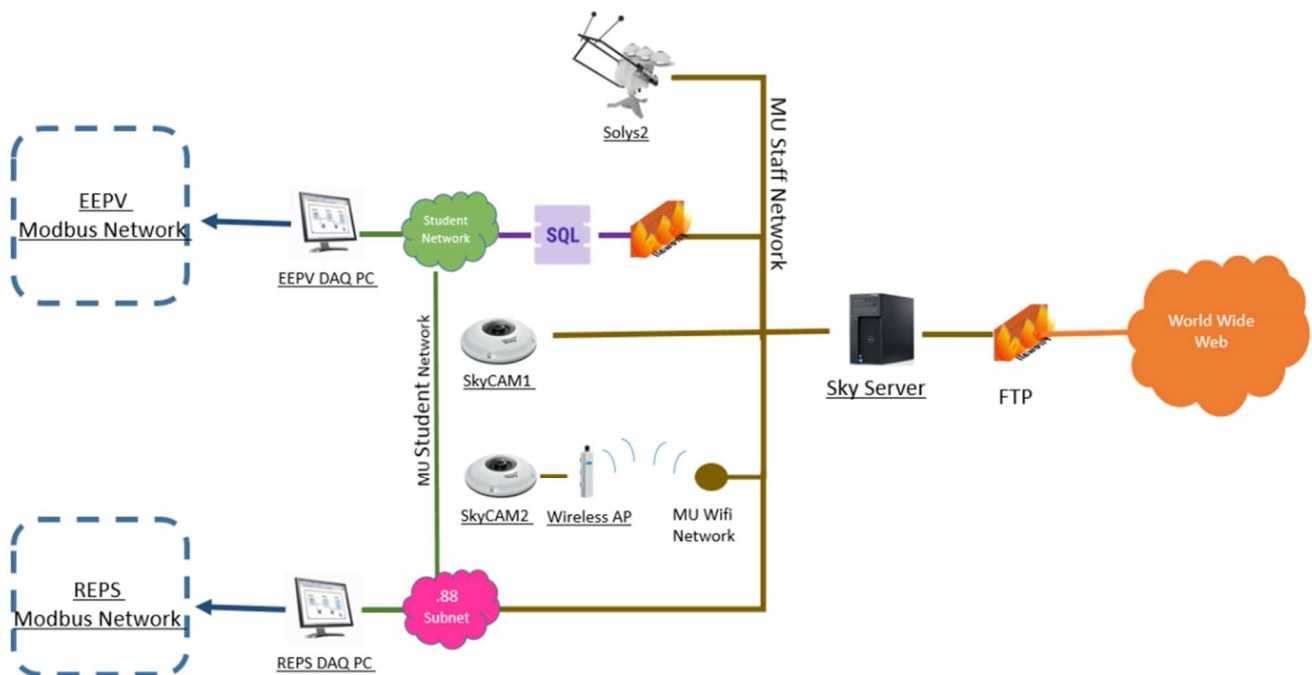 Solys2
MU Staff Network
EEPV
Modbus Network
Student
Network
SQL
EEPV DAQ PC
World Wide
Web
SkyCAM1
Sky Server
FTP
MU Student Network
SkyCAM2
Wireless AP
MU Wifi
Network
REPS
Modbus Network
.88
Subnet
REPS DAQ PC